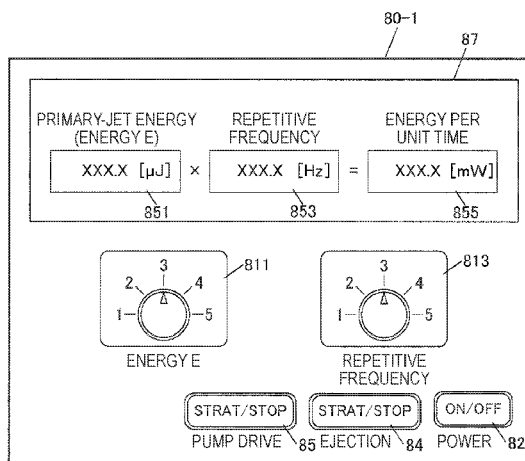 80-1
87
PRIMARY-JET ENERGY (ENERGY E)
REPETITIVE FREQUENCY
ENERGY PER UNIT TIME
XXX.X [μJ] × XXX.X [Hz] = XXX.X [mW]
851 853 855
811
1 2 3 4 5
ENERGY E
813
1 2 3 4 5
REPETITIVE FREQUENCY
STRAT/STOP STRAT/STOP ON/OFF
PUMP DRIVE 85 EJECTION 84 POWER 82